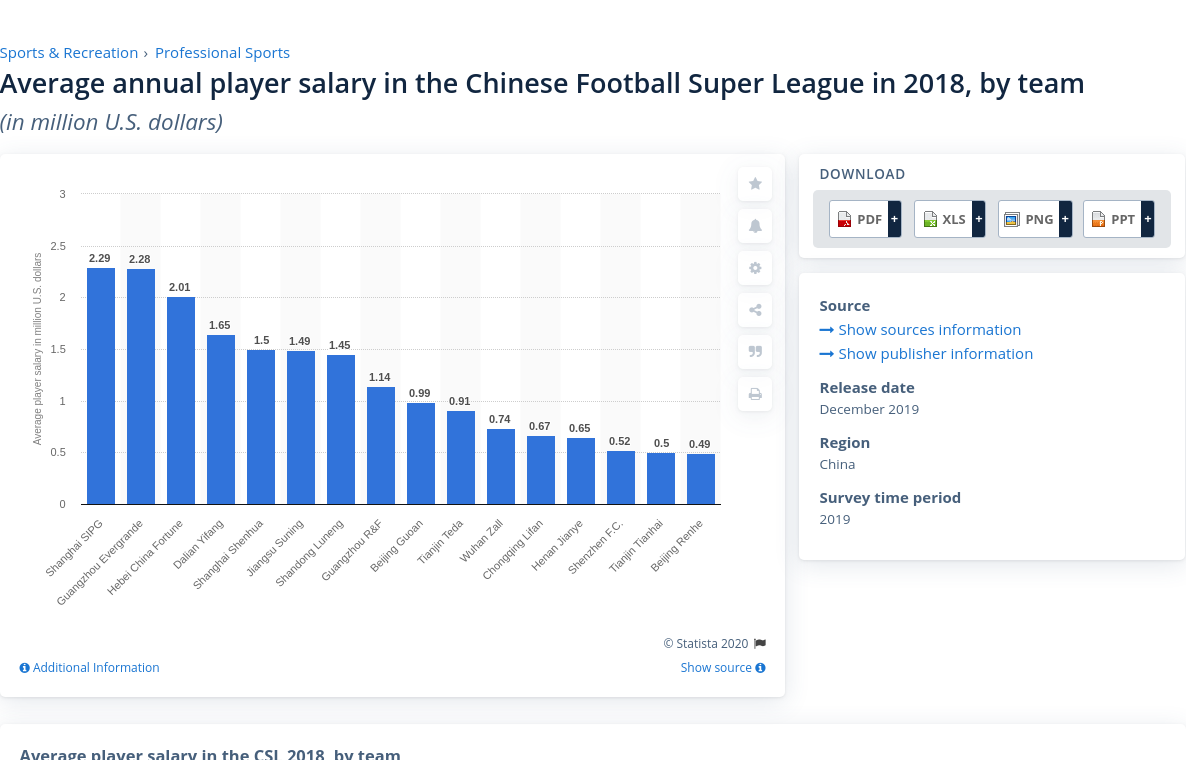 Sports & Recreation › Professional Sports
Average annual player salary in the Chinese Football Super League in 2018, by team
(in million U.S. dollars)
Average player salary in million U.S. dollars
3
2.5
2
1.5
1
0.5
0
2.29
2.28
2.01
1.65
1.5
1.49
1.45
1.14
0.99
0.91
0.74
0.67
0.65
0.52
0.5
0.49
Shanghai SIPG
Guangzhou Evergrande
Hebei China Fortune
Dalian Yifang
Shanghai Shenhua
Jiangsu Suning
Shandong Luneng
Guangzhou R&F
Beijing Guoan
Tianjin Teda
Wuhan Zall
Chongqing Lifan
Henan Jianye
Shenzhen F.C.
Tianjin Tianhai
Beijing Renhe
© Statista 2020
Additional Information
Show source
DOWNLOAD
PDF + XLS + PNG + PPT +
Source
Show sources information
Show publisher information
Release date
December 2019
Region
China
Survey time period
2019
Average player salary in the CSL 2018, by team